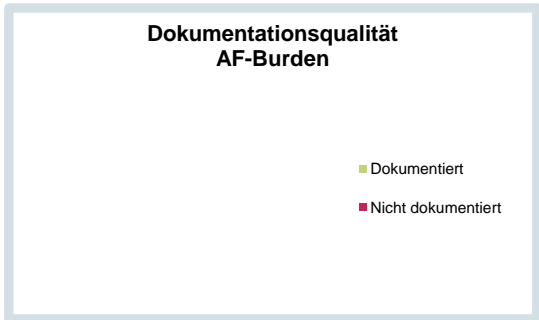 Dokumentationsqualität
AF-Burden
Dokumentiert
Nicht dokumentiert